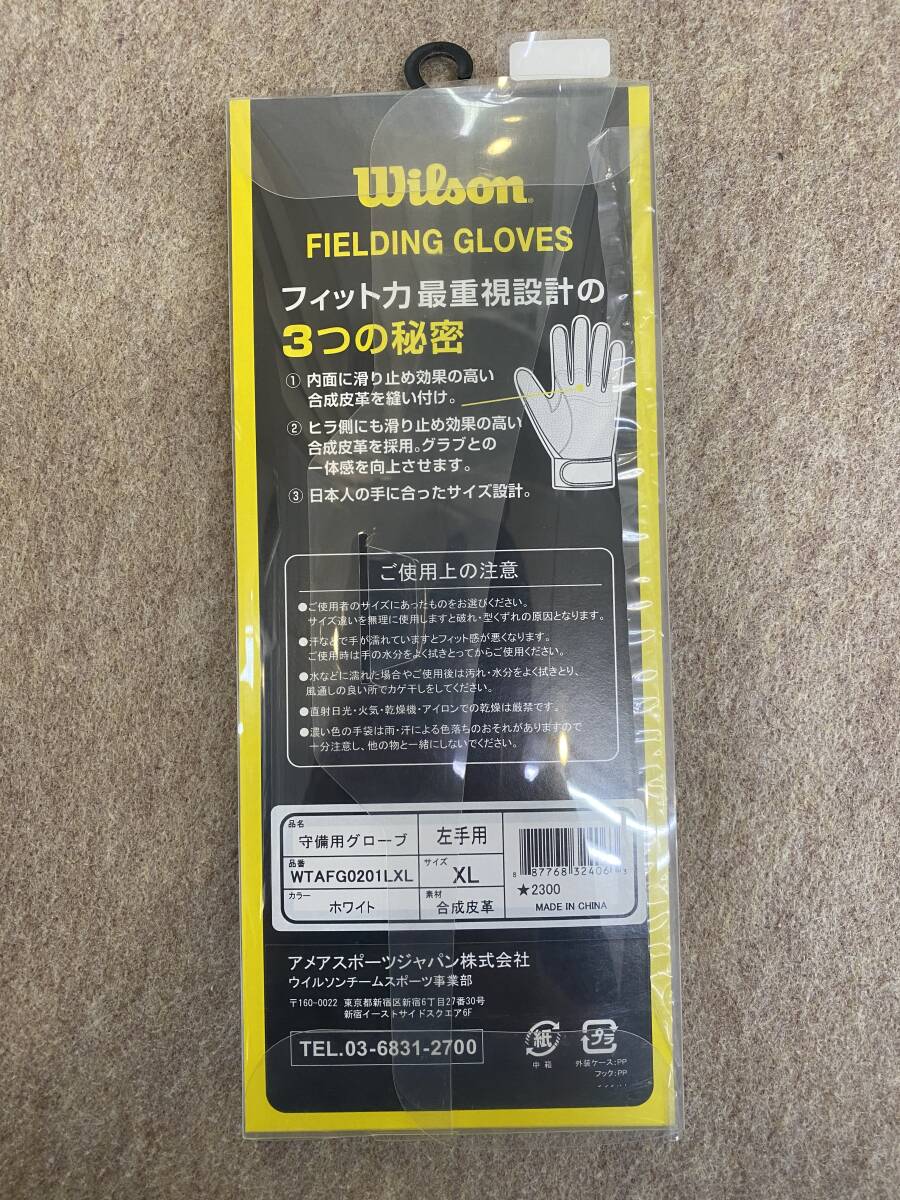 Wilson®
FIELDING GLOVES
フィット力最重視設計の
3つの秘密
① 内面に滑り止め効果の高い
合成皮革を縫い付け。
② ヒラ側にも滑り止め効果の高い
合成皮革を採用。グラブとの
一体感を向上させます。
③ 日本人の手に合ったサイズ設計。
ご使用上の注意
●ご使用者のサイズにあったものをお選びください。
サイズ違いを無理に使用しますと破れ・型くずれの原因となります。
●汗などで手が濡れていますとフィット感が悪くなります。
ご使用時は手の水分をよく拭きとってからご使用ください。
●水などに濡れた場合やご使用後は汚れ・水分をよく拭きとり、
風通しの良い所でカゲ干しをしてください。
●直射日光・火気・乾燥機・アイロンでの乾燥は厳禁です。
●濃い色の手袋は雨・汗による色落ちのおそれがありますので
十分注意し、他の物と一緒にしないでください。
品名 守備用グローブ 左手用
品番 WTAFG0201LXL サイズ XL
カラー ホワイト 素材 合成皮革
8 87768 32406 3
★2300
MADE IN CHINA
アメアスポーツジャパン株式会社
ウイルソンチームスポーツ事業部
〒160-0022 東京都新宿区新宿6丁目27番30号
新宿イーストサイドスクエア6F
TEL.03-6831-2700
紙
中箱
プラ
外装ケース:PP
フック:PP